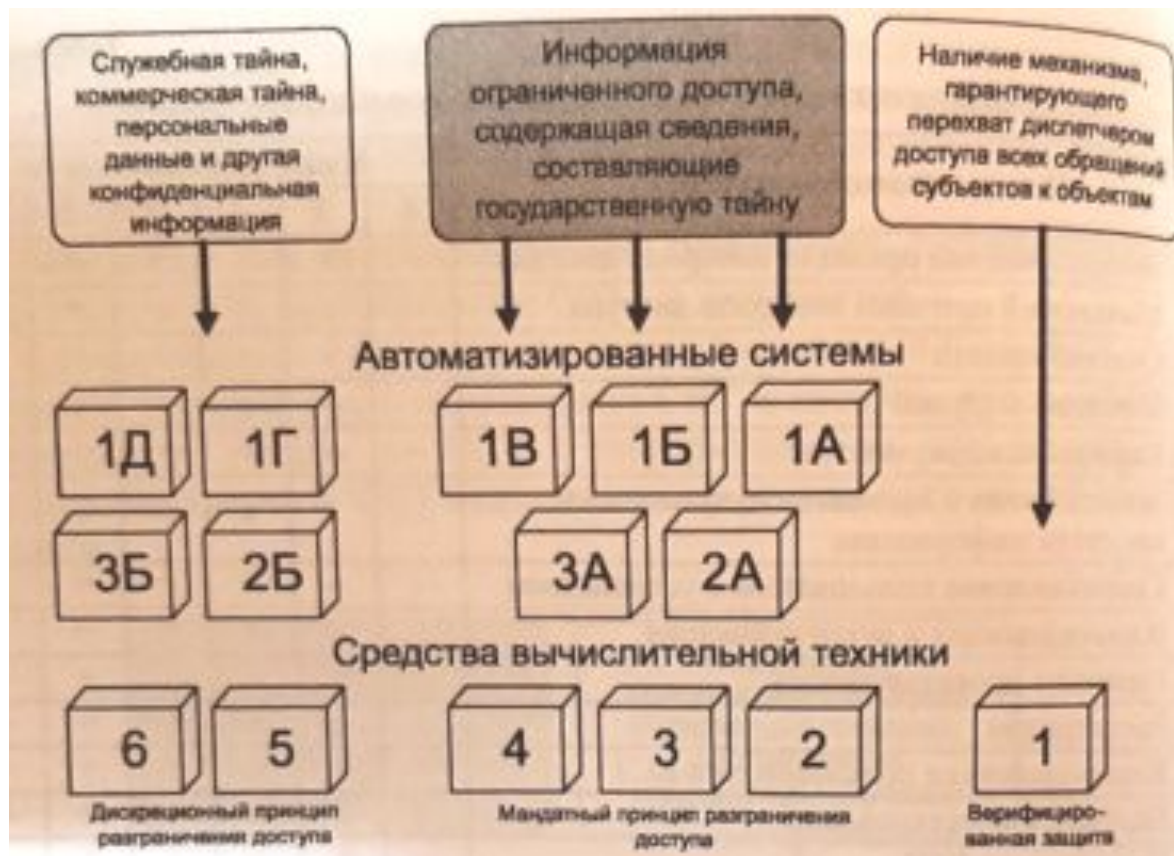 Служебная тайна,
коммерческая тайна,
персональные
данные и другая
конфиденциальная
информация
Информация
ограниченного доступа,
содержащая сведения,
составляющие
государственную тайну
Наличие механизма,
гарантирующего
перехват диспетчером
доступа всех обращений
субъектов к объектам
Автоматизированные системы
1Д 1Г 1В 1Б 1А
3Б 2Б 3А 2А
Средства вычислительной техники
6 5 4 3 2 1
Дискреционный принцип
разграничения доступа
Мандатный принцип разграничения
доступа
Верифициро-
ванная защита